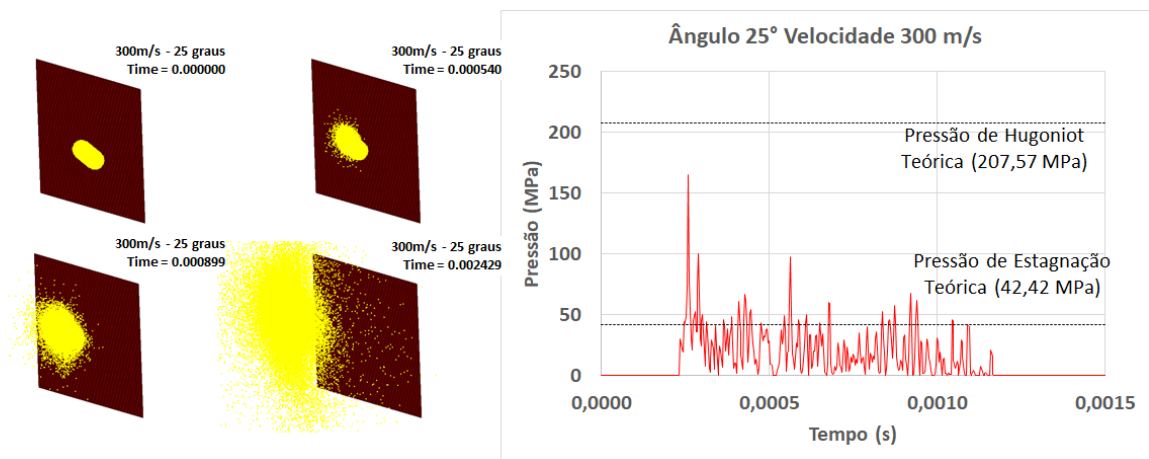 300m/s - 25 graus
Time = 0.000000
300m/s - 25 graus
Time = 0.000540
300m/s - 25 graus
Time = 0.000899
300m/s - 25 graus
Time = 0.002429
Ângulo 25° Velocidade 300 m/s
Pressão (MPa)
250
200
150
100
50
0
Pressão de Hugoniot
Teórica (207,57 MPa)
Pressão de Estagnação
Teórica (42,42 MPa)
0,0000
0,0005
0,0010
0,0015
Tempo (s)